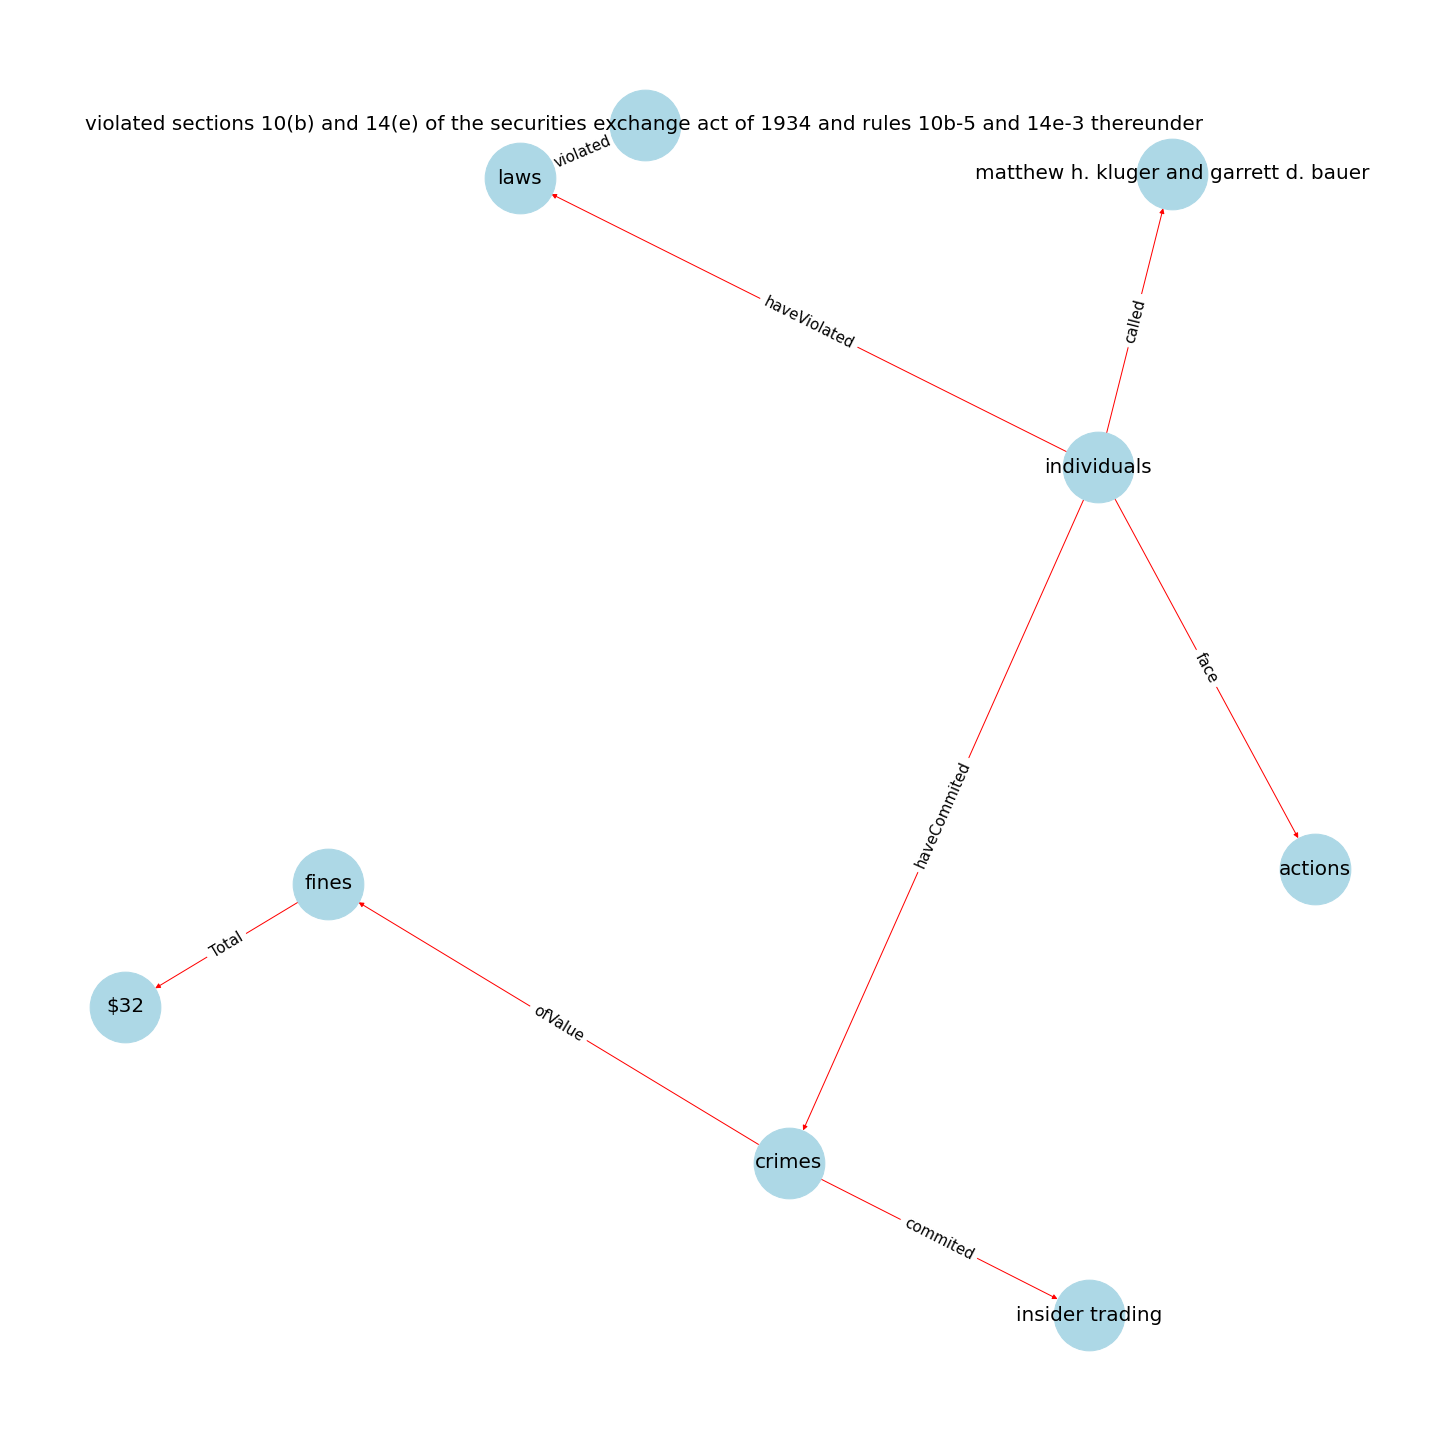 violated sections 10(b) and 14(e) of the securities exchange act of 1934 and rules 10b-5 and 14e-3 thereunder
violated
matthew h. kluger and garrett d. bauer
laws
haveViolated
called
individuals
face
haveCommited
actions
fines
Total
$32
ofValue
crimes
commited
insider trading